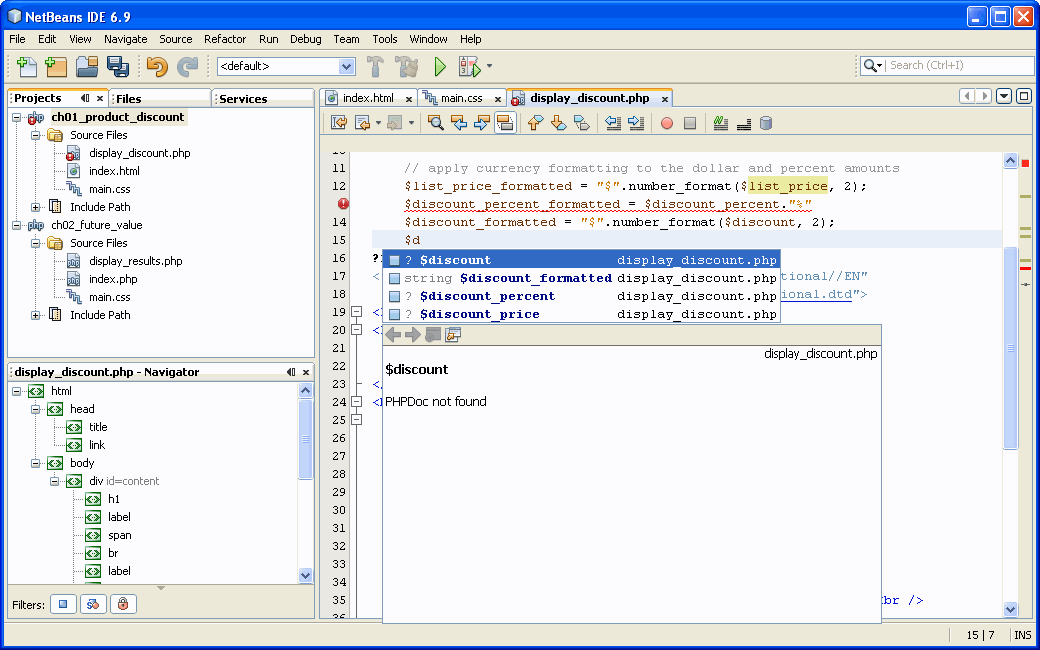 NetBeans IDE 6.9
File Edit View Navigate Source Refactor Run Debug Team Tools Window Help
<default>
Search (Ctrl+I)
Projects
Files
Services
ch01_product_discount
Source Files
display_discount.php
index.html
main.css
Include Path
ch02_future_value
Source Files
display_results.php
index.php
main.css
Include Path
display_discount.php - Navigator
html
head
title
link
body
div id=content
h1
label
span
br
label
Filters:
index.html
main.css
display_discount.php
11 // apply currency formatting to the dollar and percent amounts
12 $list_price_formatted = "$".number_format($list_price, 2);
$discount_percent_formatted = $discount_percent."%"
14 $discount_formatted = "$".number_format($discount, 2);
15 $d
16 ?
17 < tional//EN"
18 ional.dtd">
19 <
20 <
21
22
23 <
24 <
25
26
27
28
29
30
31
32
33
34
35 br />
36
? $discount display_discount.php
string $discount_formatted display_discount.php
? $discount_percent display_discount.php
? $discount_price display_discount.php
display_discount.php
$discount
PHPDoc not found
15 | 7 INS